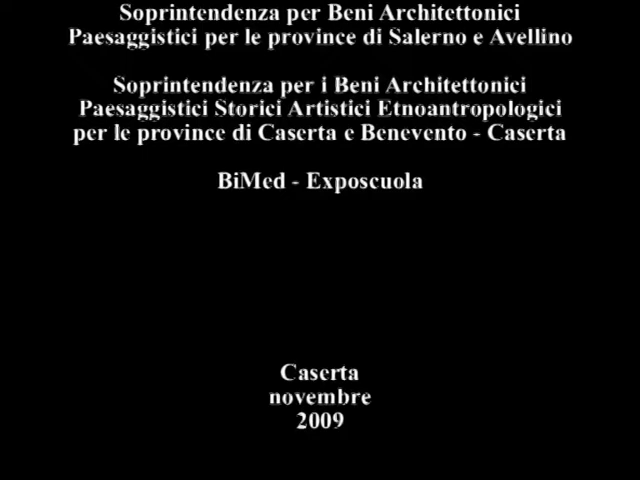 Soprintendenza per Beni Architettonici
Paesaggistici per le province di Salerno e Avellino
Soprintendenza per i Beni Architettonici
Paesaggistici Storici Artistici Etnoantropologici
per le province di Caserta e Benevento - Caserta
BiMed - Exposcuola
Caserta
novembre
2009